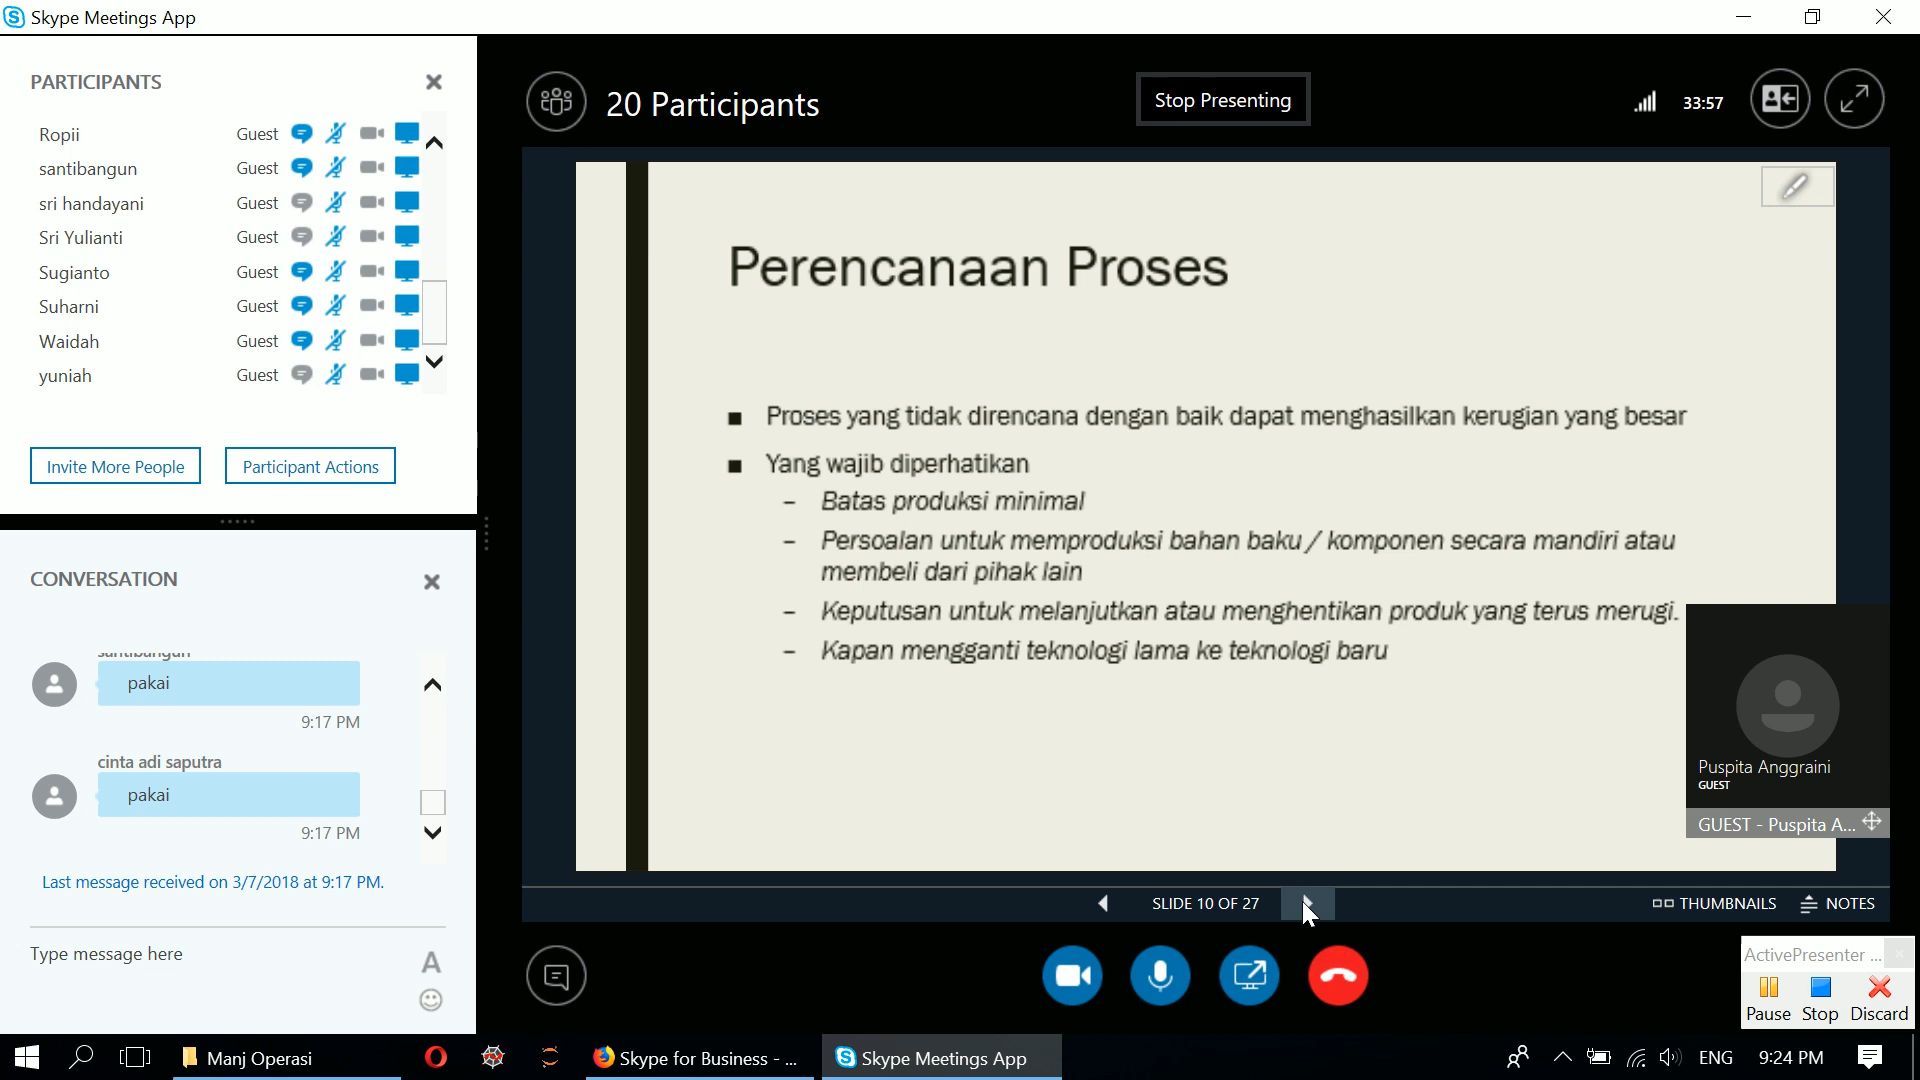 Skype Meetings App
PARTICIPANTS
Ropii Guest
santibangun Guest
sri handayani Guest
Sri Yulianti Guest
Sugianto Guest
Suharni Guest
Waidah Guest
yuniah Guest
Invite More People
Participant Actions
CONVERSATION
santibangun
pakai
9:17 PM
cinta adi saputra
pakai
9:17 PM
Last message received on 3/7/2018 at 9:17 PM.
Type message here
A
20 Participants
Stop Presenting
33:57
Perencanaan Proses
■ Proses yang tidak direncana dengan baik dapat menghasilkan kerugian yang besar
■ Yang wajib diperhatikan
– Batas produksi minimal
– Persoalan untuk memproduksi bahan baku / komponen secara mandiri atau
membeli dari pihak lain
– Keputusan untuk melanjutkan atau menghentikan produk yang terus merugi.
– Kapan mengganti teknologi lama ke teknologi baru
Puspita Anggraini
GUEST
GUEST - Puspita A...
SLIDE 10 OF 27
THUMBNAILS
NOTES
ActivePresenter ...
Pause Stop Discard
Manj Operasi
Skype for Business - ...
Skype Meetings App
ENG
9:24 PM